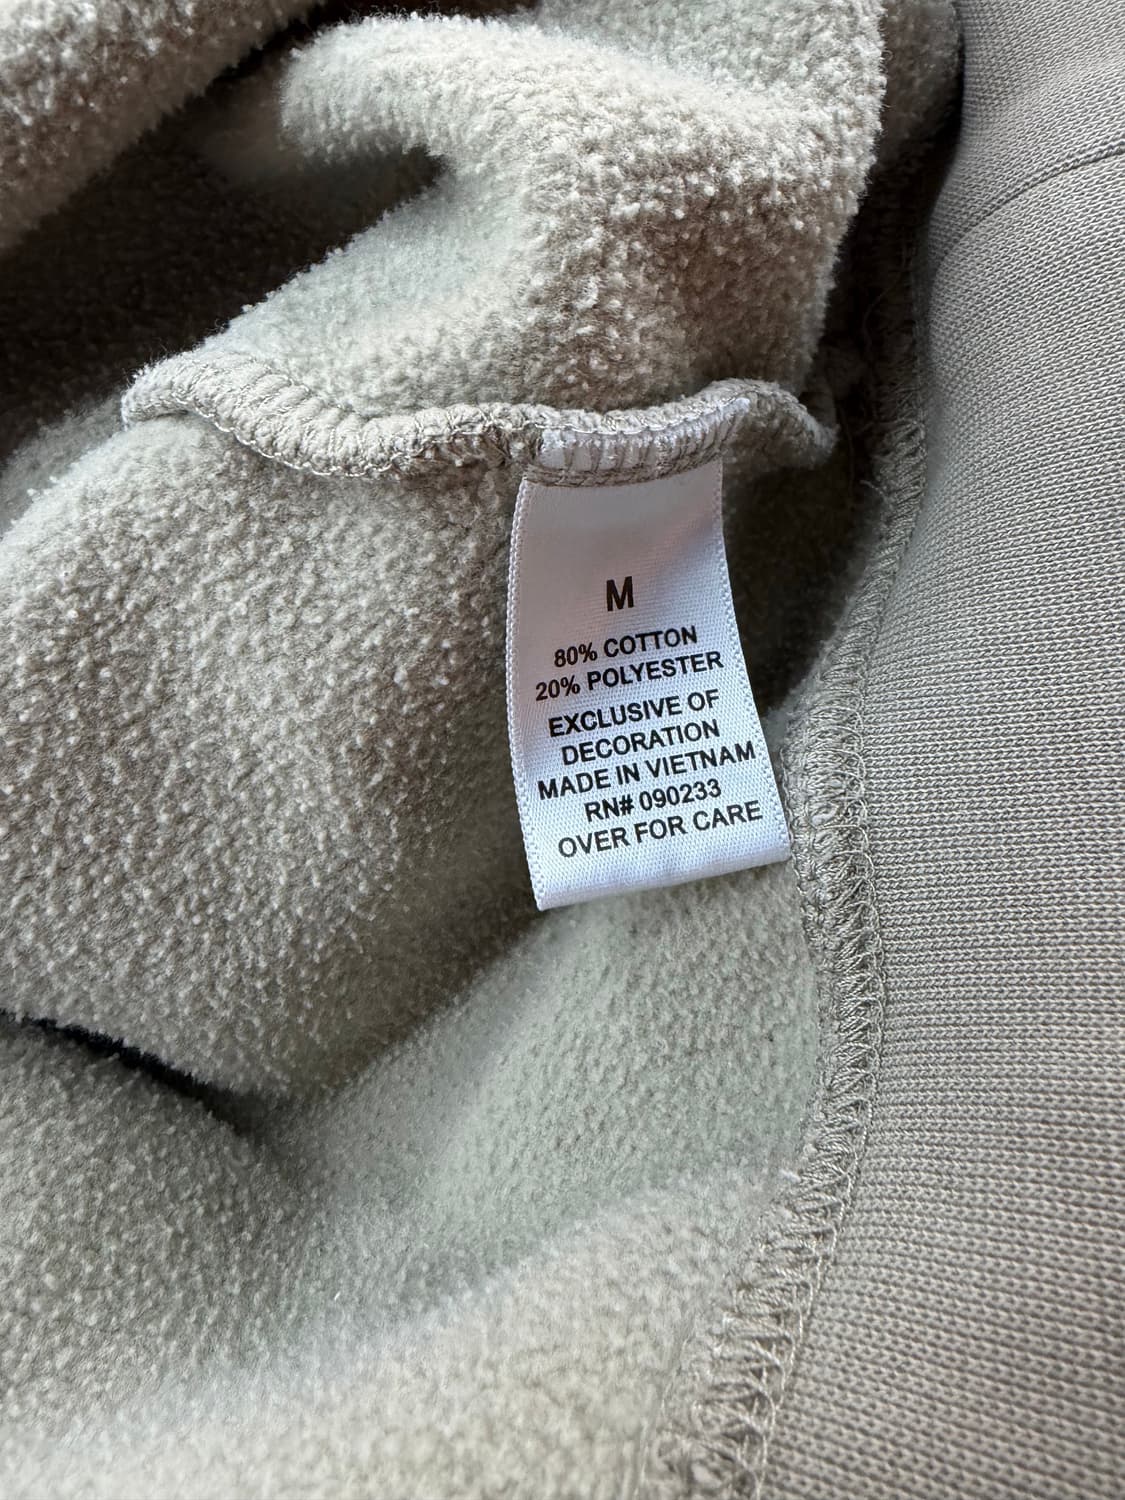 M
80% COTTON
20% POLYESTER
EXCLUSIVE OF
DECORATION
MADE IN VIETNAM
RN# 090233
OVER FOR CARE